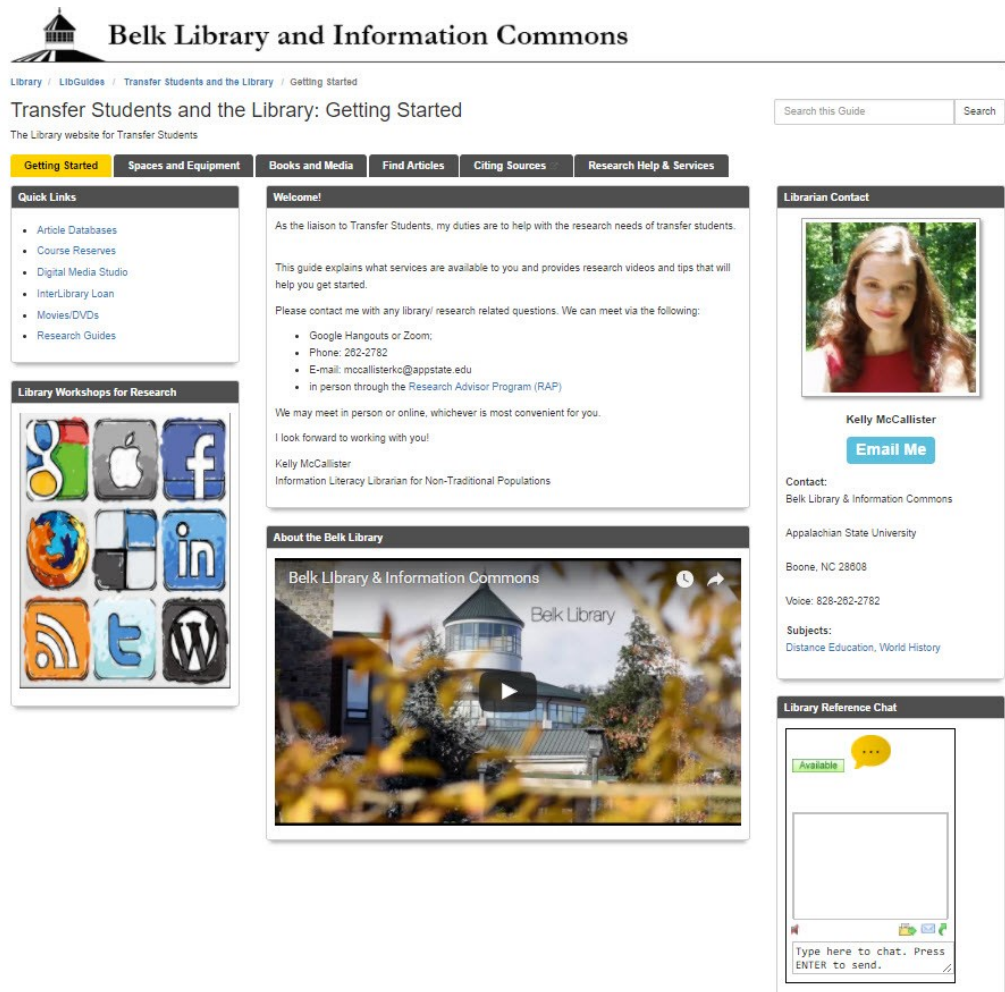 Belk Library and Information Commons
Library / LibGuides / Transfer Students and the Library / Getting Started
Transfer Students and the Library: Getting Started
The Library website for Transfer Students
Search this Guide
Search
Getting Started
Spaces and Equipment
Books and Media
Find Articles
Citing Sources
Research Help & Services
Quick Links
Article Databases
Course Reserves
Digital Media Studio
InterLibrary Loan
Movies/DVDs
Research Guides
Library Workshops for Research
g
f
in
t
W
Welcome!
As the liaison to Transfer Students, my duties are to help with the research needs of transfer students.
This guide explains what services are available to you and provides research videos and tips that will
help you get started.
Please contact me with any library/ research related questions. We can meet via the following:
Google Hangouts or Zoom;
Phone: 262-2782
E-mail: mccallisterkc@appstate.edu
in person through the Research Advisor Program (RAP)
We may meet in person or online, whichever is most convenient for you.
I look forward to working with you!
Kelly McCallister
Information Literacy Librarian for Non-Traditional Populations
About the Belk Library
Belk LIbrary & Information Commons
Belk Library
Librarian Contact
Kelly McCallister
Email Me
Contact:
Belk Library & Information Commons
Appalachian State University
Boone, NC 28608
Voice: 828-262-2782
Subjects:
Distance Education, World History
Library Reference Chat
Available
...
Type here to chat. Press
ENTER to send.